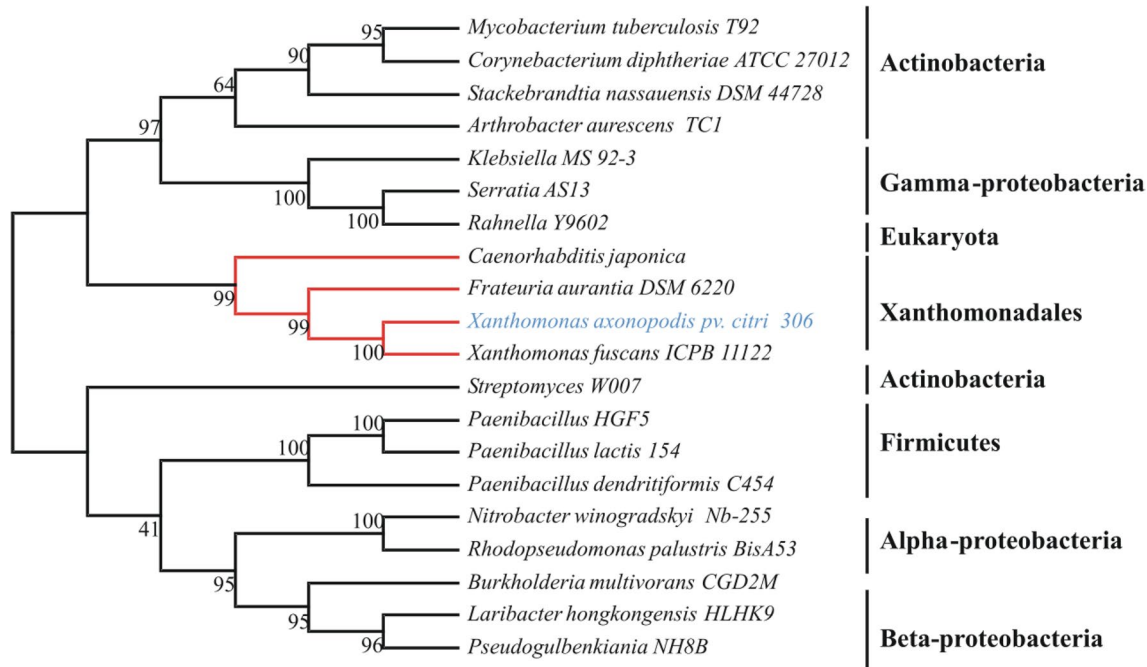 95
Mycobacterium tuberculosis T92
90
Corynebacterium diphtheriae ATCC 27012
Actinobacteria
64
Stackebrandtia nassauensis DSM 44728
97
Arthrobacter aurescens TC1
Klebsiella MS 92-3
100
Serratia AS13
Gamma-proteobacteria
100
Rahnella Y9602
Eukaryota
Caenorhabditis japonica
99
Frateuria aurantia DSM 6220
99
Xanthomonas axonopodis pv. citri 306
Xanthomonadales
100
Xanthomonas fuscans ICPB 11122
Streptomyces W007
Actinobacteria
100
Paenibacillus HGF5
100
Paenibacillus lactis 154
Firmicutes
Paenibacillus dendritiformis C454
41
100
Nitrobacter winogradskyi Nb-255
Rhodopseudomonas palustris BisA53
Alpha-proteobacteria
95
Burkholderia multivorans CGD2M
95
Laribacter hongkongensis HLHK9
96
Pseudogulbenkiania NH8B
Beta-proteobacteria